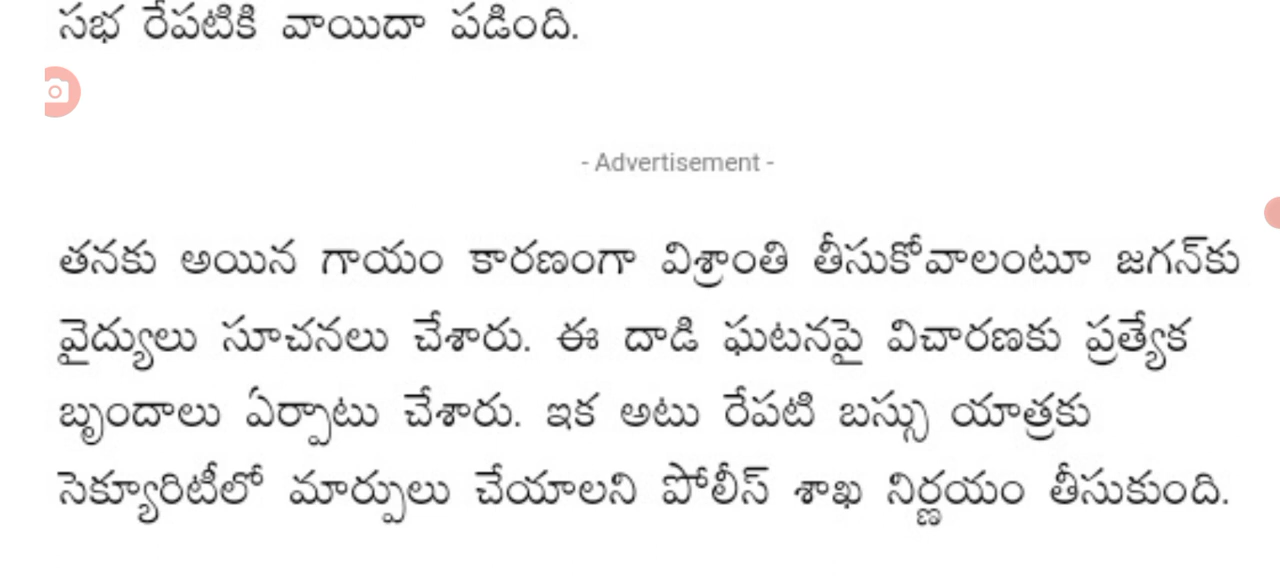 సభ రేపటికి వాయిదా పడింది.
- Advertisement -
తనకు అయిన గాయం కారణంగా విశ్రాంతి తీసుకోవాలంటూ జగన్‌కు
వైద్యులు సూచనలు చేశారు. ఈ దాడి ఘటనపై విచారణకు ప్రత్యేక
బృందాలు ఏర్పాటు చేశారు. ఇక అటు రేపటి బస్సు యాత్రకు
సెక్యూరిటీలో మార్పులు చేయాలని పోలీస్ శాఖ నిర్ణయం తీసుకుంది.